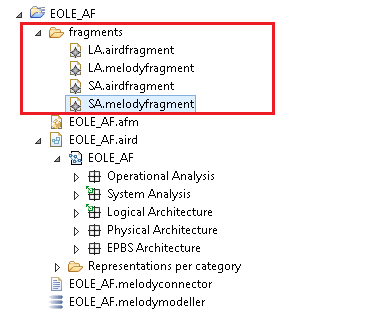 EOLE_AF
fragments
LA.airdfragment
LA.melodyfragment
SA.airdfragment
SA.melodyfragment
EOLE_AF.afm
EOLE_AF.aird
EOLE_AF
Operational Analysis
System Analysis
Logical Architecture
Physical Architecture
EPBS Architecture
Representations per category
EOLE_AF.melodyconnector
EOLE_AF.melodymodeller